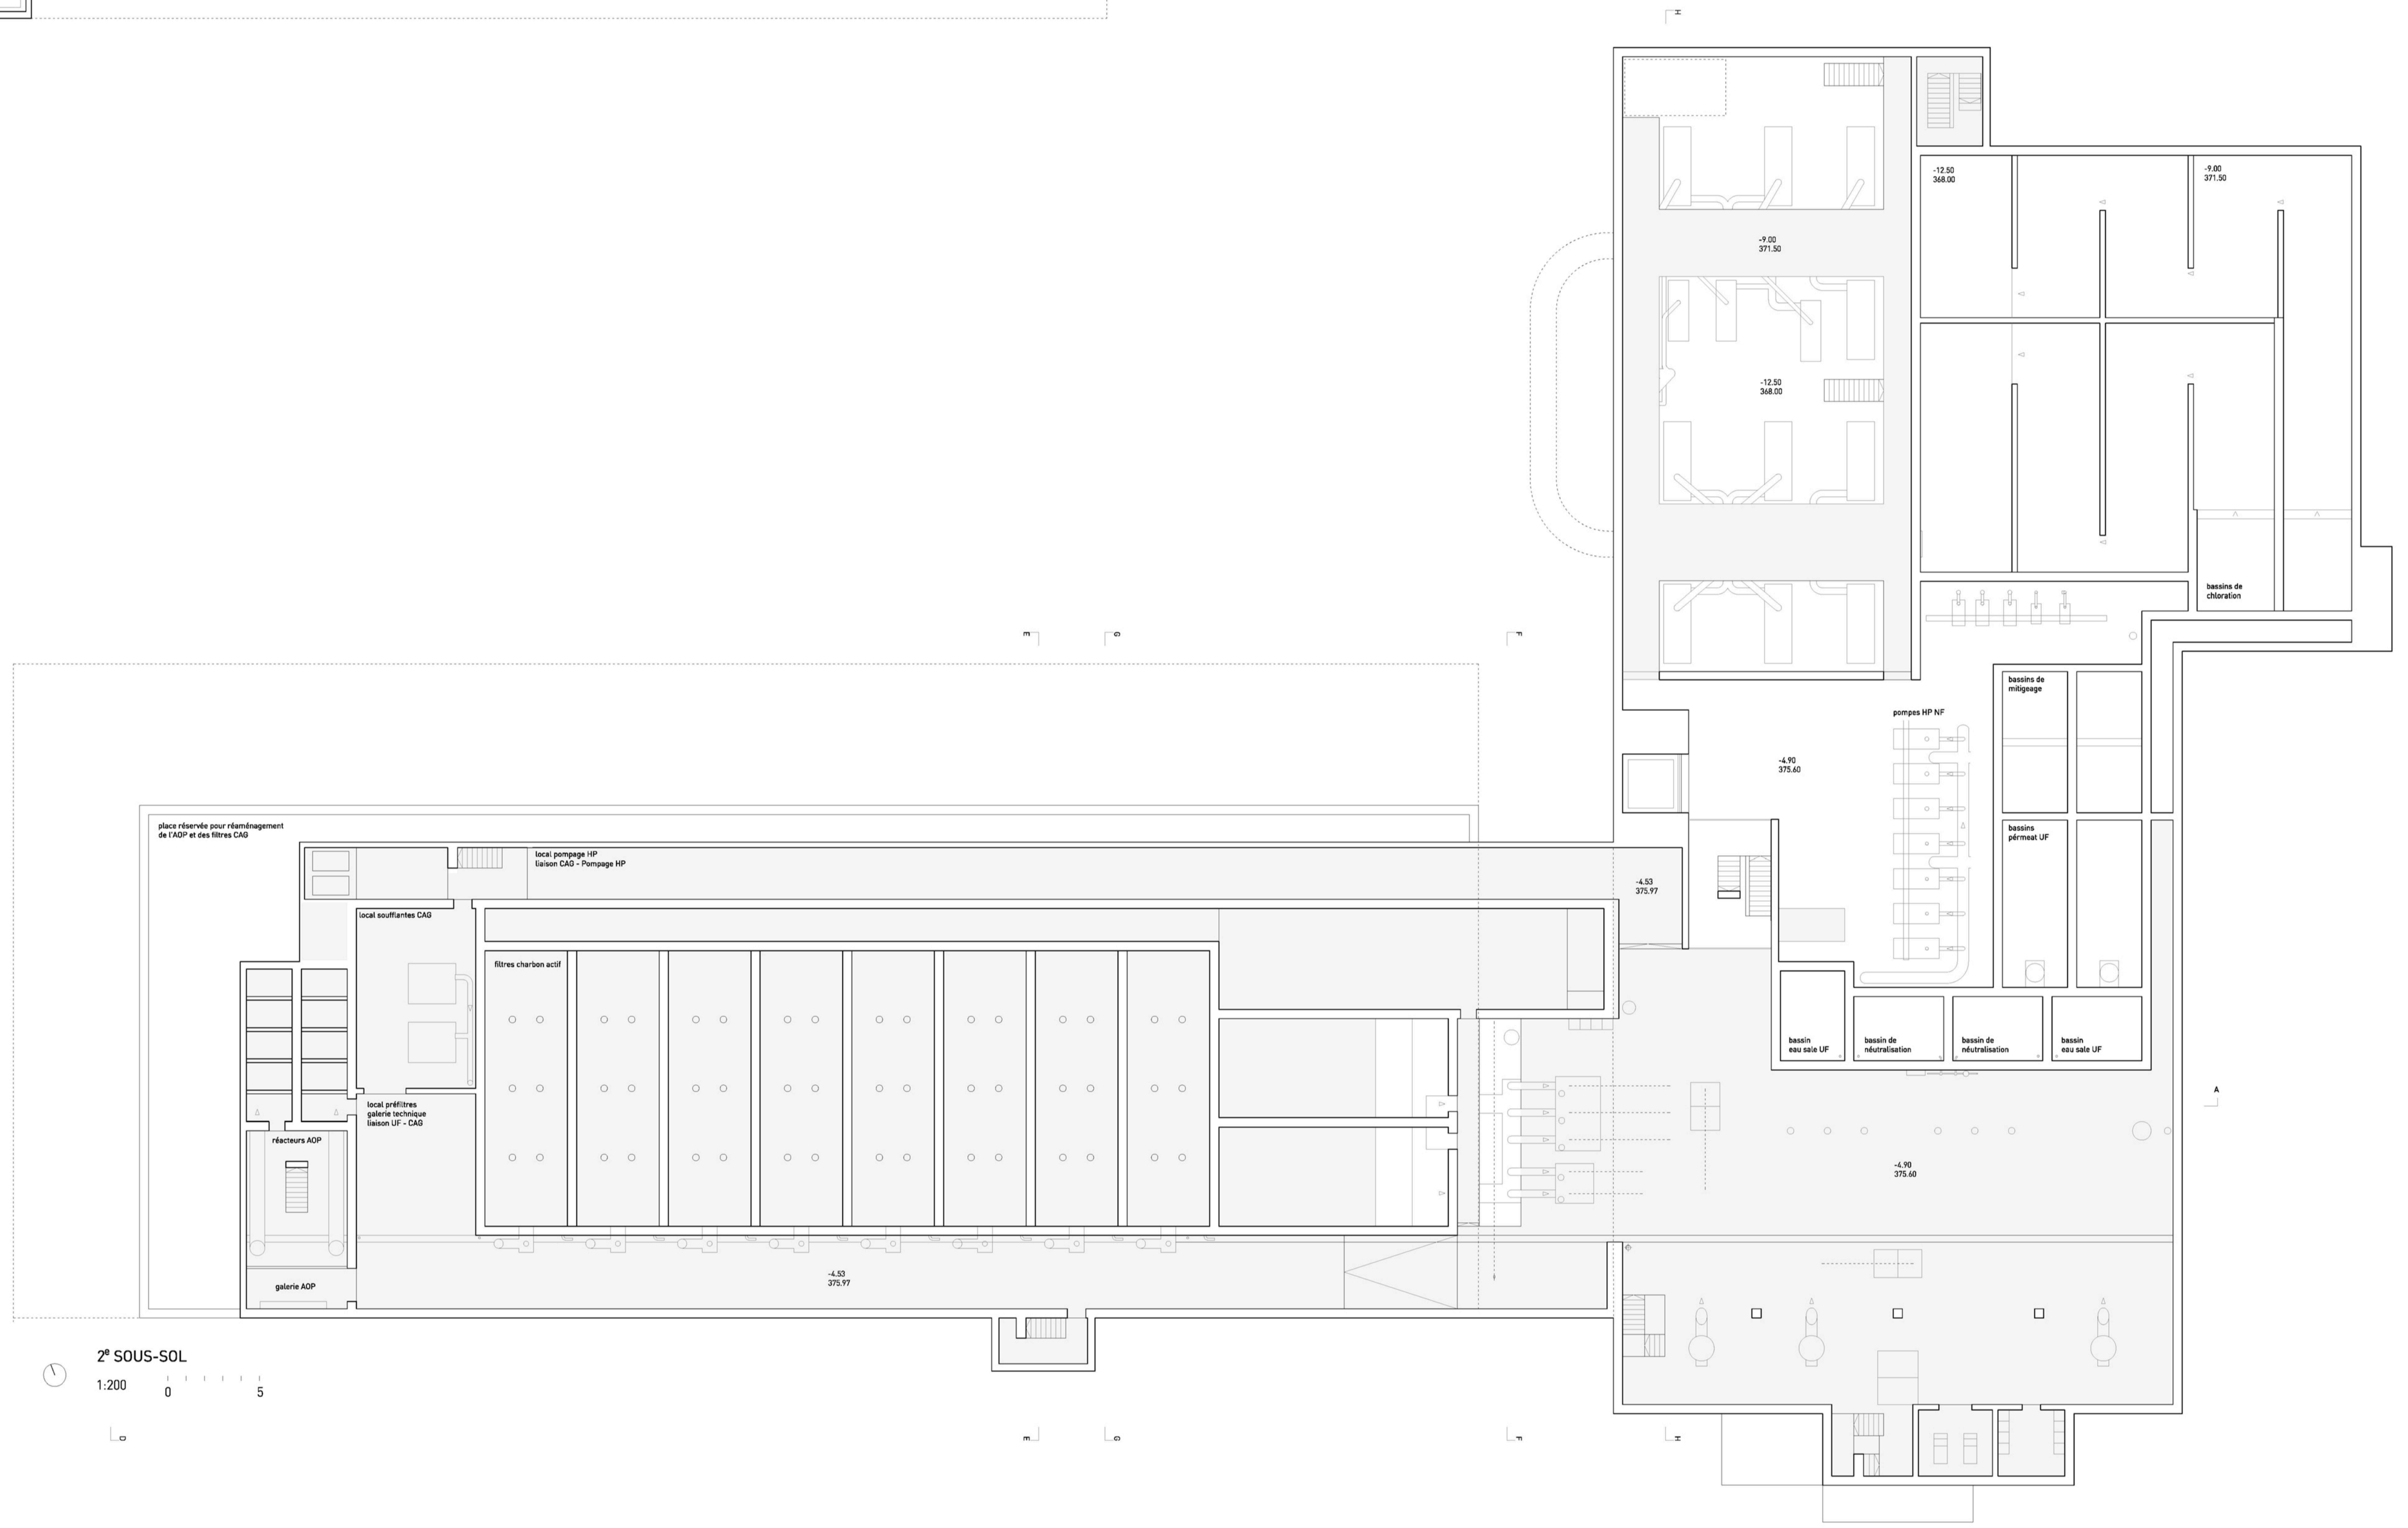 H
-12.50
368.00
-9.00
371.50
-9.00
371.50
-12.50
368.00
bassins de
chloration
E
G
F
bassins de
mitigeage
pompes HP NF
-4.90
375.60
place réservée pour réaménagement
de l'AOP et des filtres CAG
bassins
pérmeat UF
local pompage HP
liaison CAG - Pompage HP
-4.53
375.97
local soufflantes CAG
filtres charbon actif
bassin
eau sale UF
bassin de
néutralisation
bassin de
néutralisation
bassin
eau sale UF
A
local préfiltres
galerie technique
liaison UF - CAG
réacteurs AOP
-4.90
375.60
-4.53
375.97
galerie AOP
2e SOUS-SOL
1:200
0
5
D
E
G
F
H